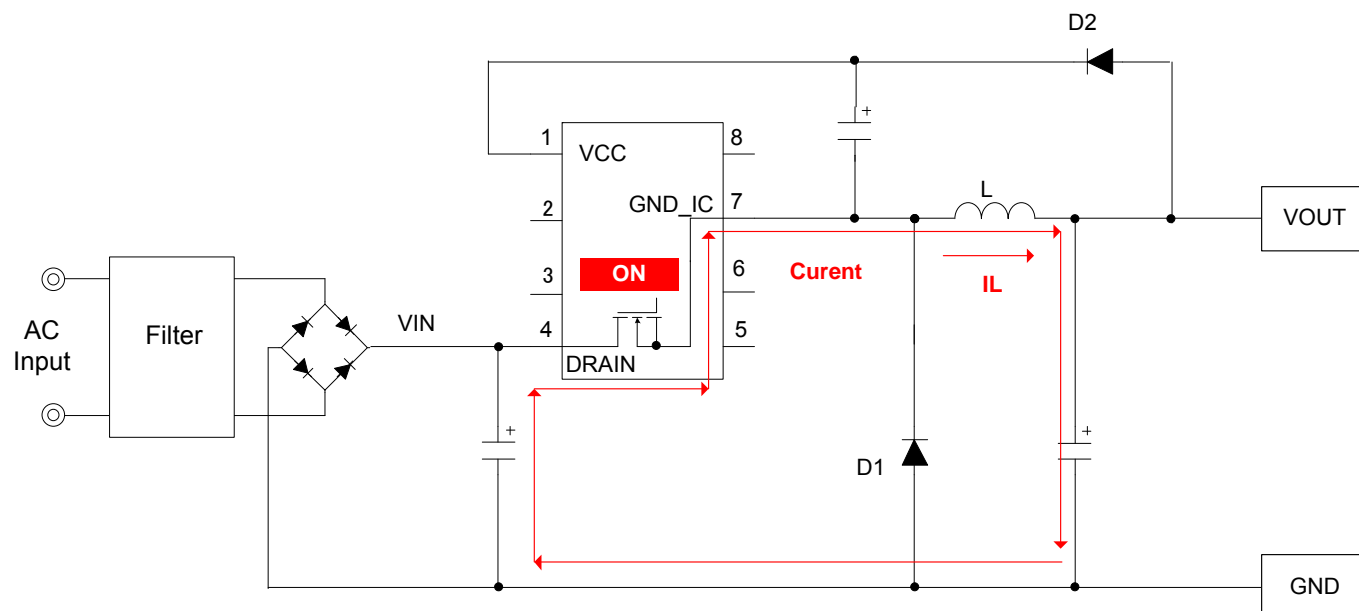 D2
1
VCC
8
2
GND_IC
7
L
VOUT
3
ON
6
Curent
IL
AC
Input
Filter
VIN
4
5
DRAIN
D1
+
+
+
GND